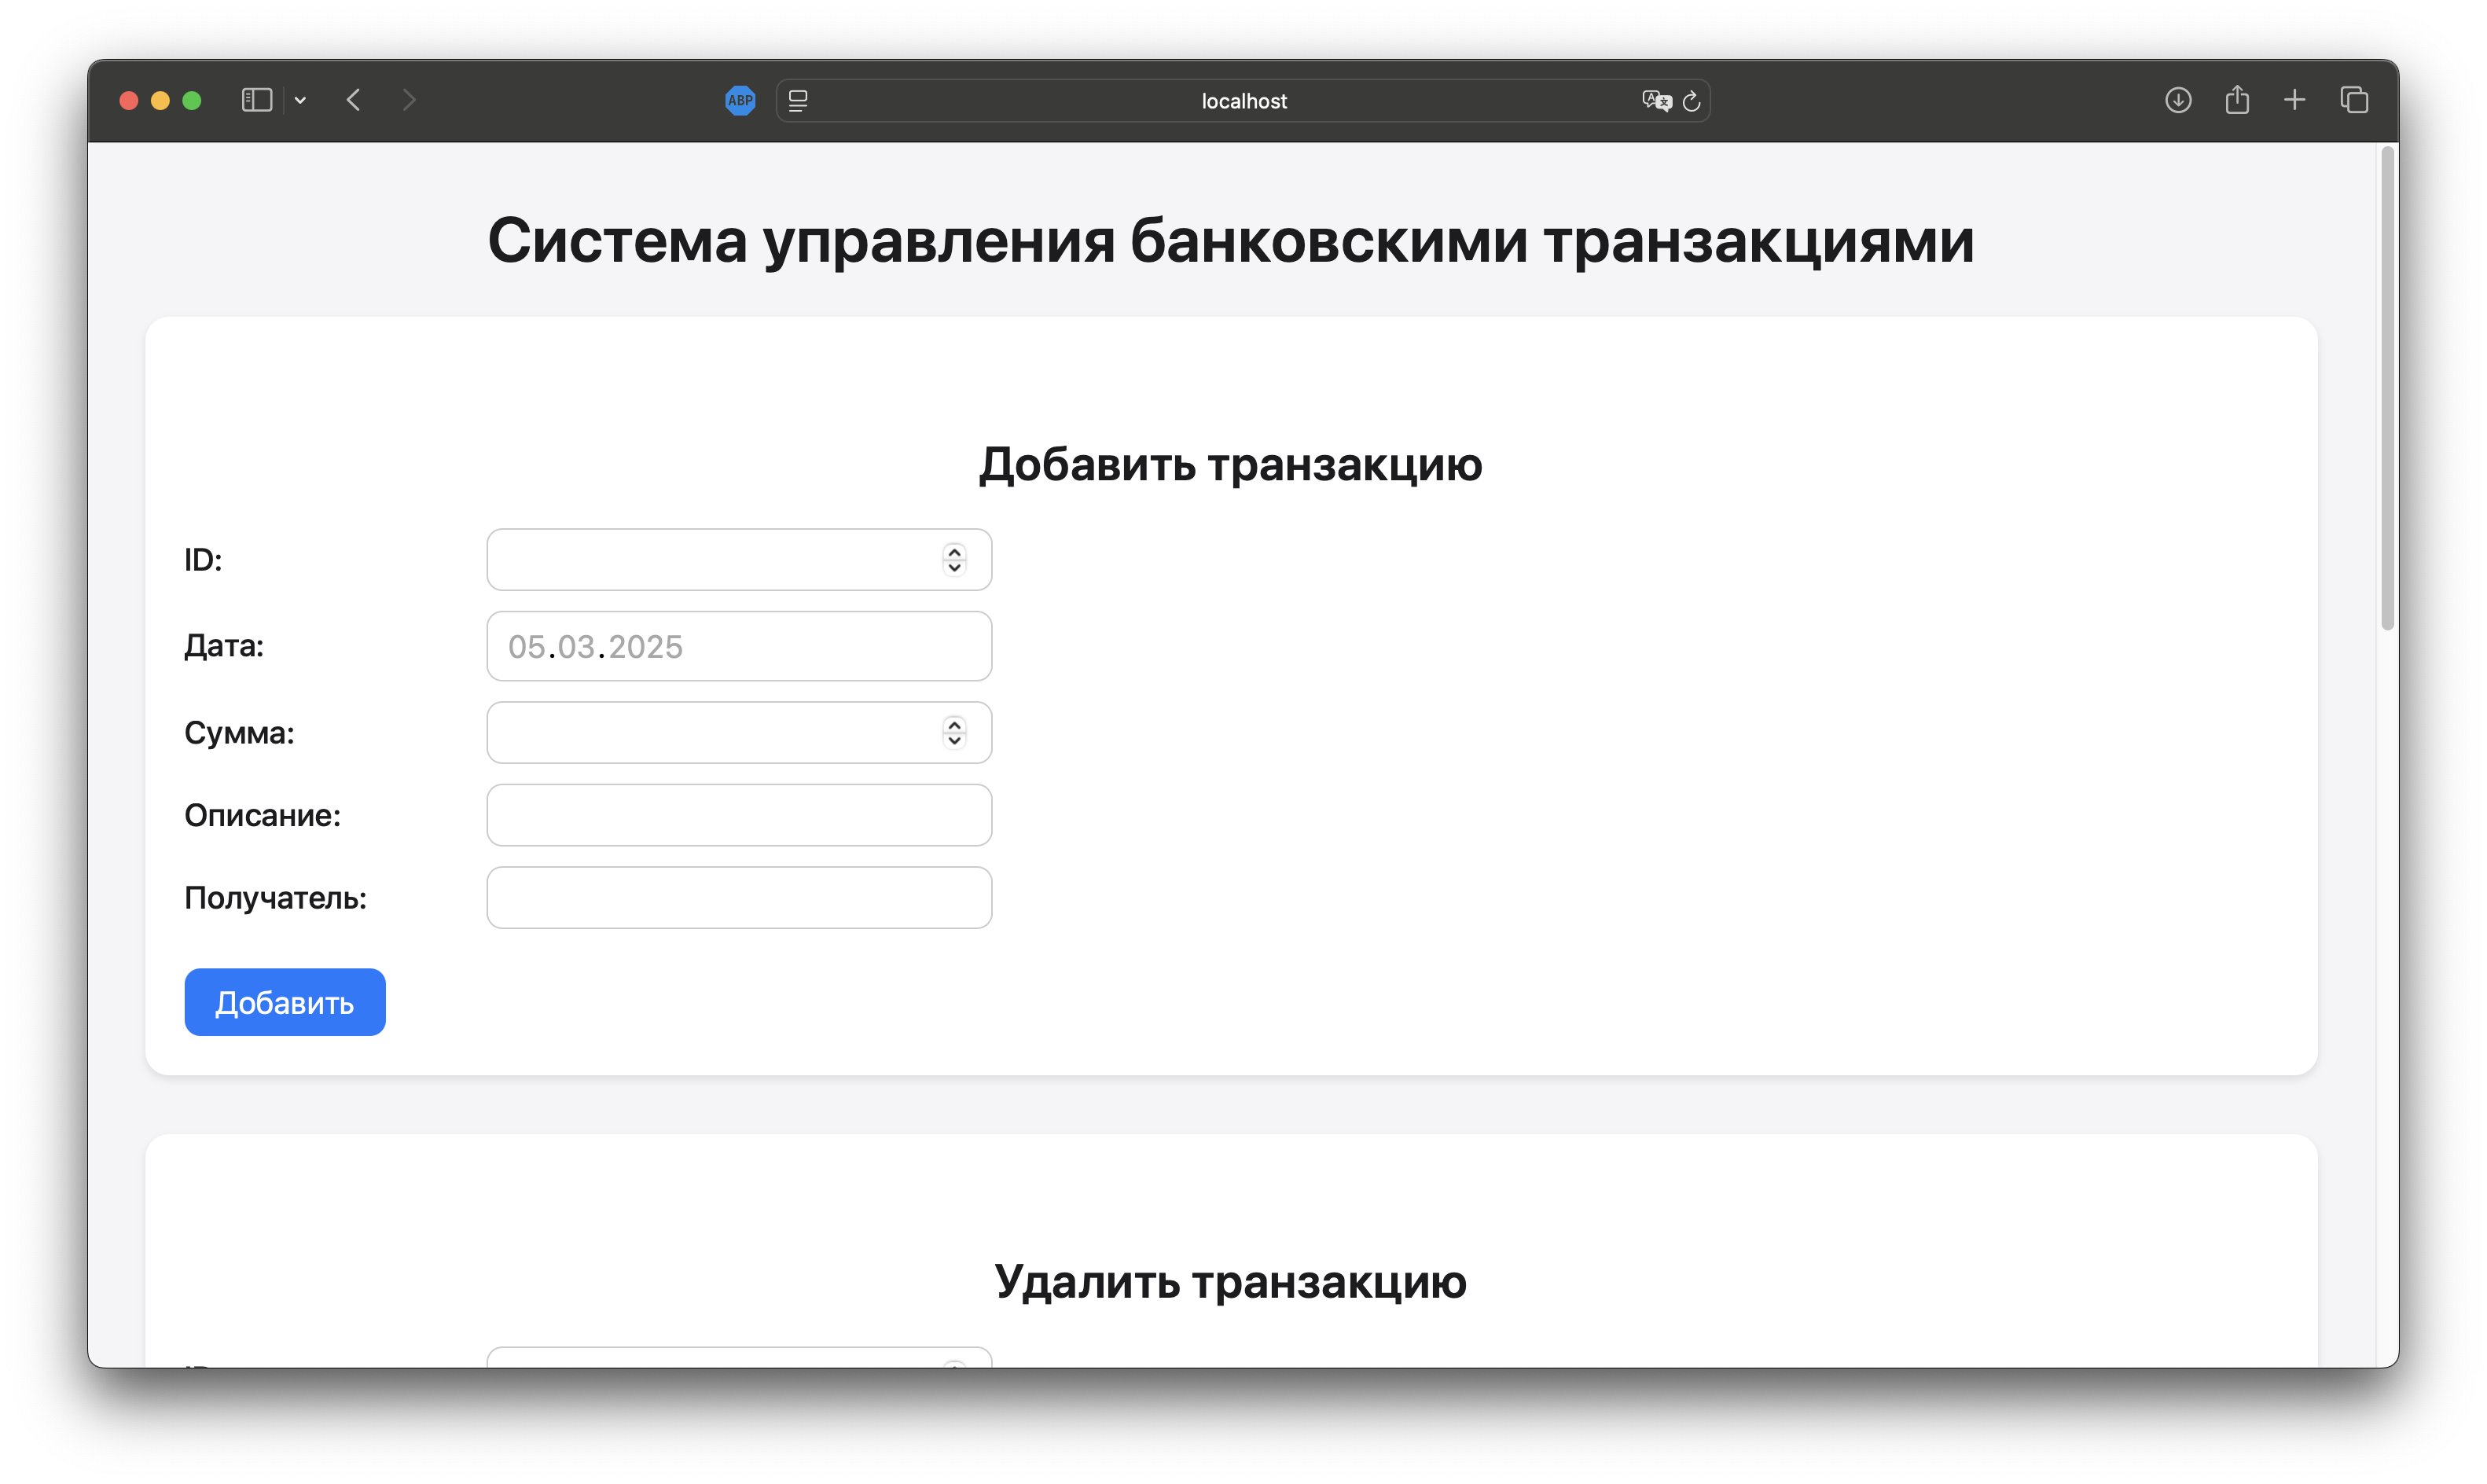 ABP
localhost
Система управления банковскими транзакциями
Добавить транзакцию
ID:
Дата:
05.03.2025
Сумма:
Описание:
Получатель:
Добавить
Удалить транзакцию